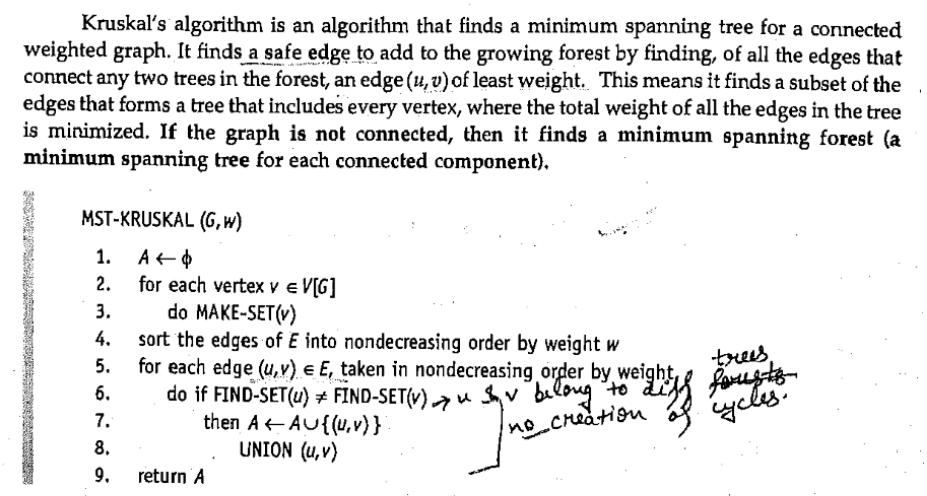 Kruskal's algorithm is an algorithm that finds a minimum spanning tree for a connected
weighted graph. It finds a safe edge to add to the growing forest by finding, of all the edges that
connect any two trees in the forest, an edge (u, v) of least weight. This means it finds a subset of the
edges that forms a tree that includes every vertex, where the total weight of all the edges in the tree
is minimized. If the graph is not connected, then it finds a minimum spanning forest (a
minimum spanning tree for each connected component).
MST-KRUSKAL (G, w)
1. A ← ϕ
2. for each vertex v ∈ V[G]
3. do MAKE-SET(v)
4. sort the edges of E into nondecreasing order by weight w
5. for each edge (u,v) ∈ E, taken in nondecreasing order by weight
trees
6. do if FIND-SET(u) ≠ FIND-SET(v) → u & v belong to diff
7. then A ← A∪{(u,v)} no creation of cycles.
8. UNION (u,v)
9. return A